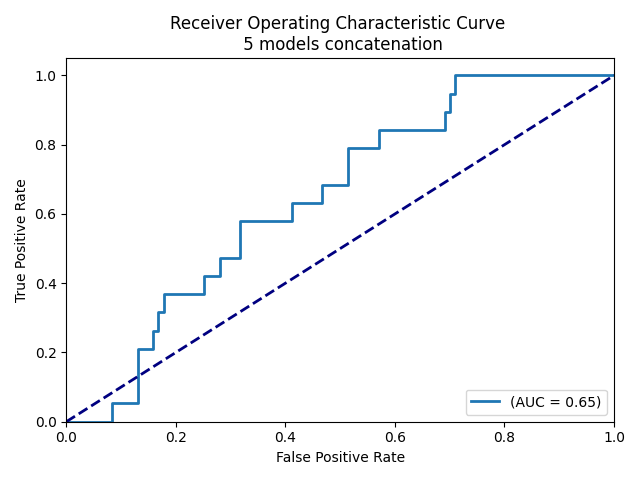 Receiver Operating Characteristic Curve
5 models concatenation
1.0
0.8
0.6
0.4
0.2
0.0
True Positive Rate
(AUC = 0.65)
0.0 0.2 0.4 0.6 0.8 1.0
False Positive Rate